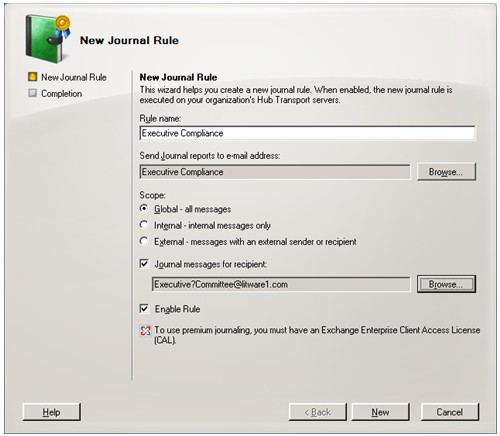 New Journal Rule
New Journal Rule
Completion
New Journal Rule
This wizard helps you create a new journal rule. When enabled, the new journal rule is
executed on your organization's Hub Transport servers.
Rule name:
Executive Compliance
Send Journal reports to e-mail address:
Executive Compliance
Browse...
Scope:
Global - all messages
Internal - internal messages only
External - messages with an external sender or recipient
Journal messages for recipient:
Executive?Committee@litware1.com
Browse...
Enable Rule
To use premium journaling, you must have an Exchange Enterprise Client Access License
(CAL).
Help
< Back
New
Cancel